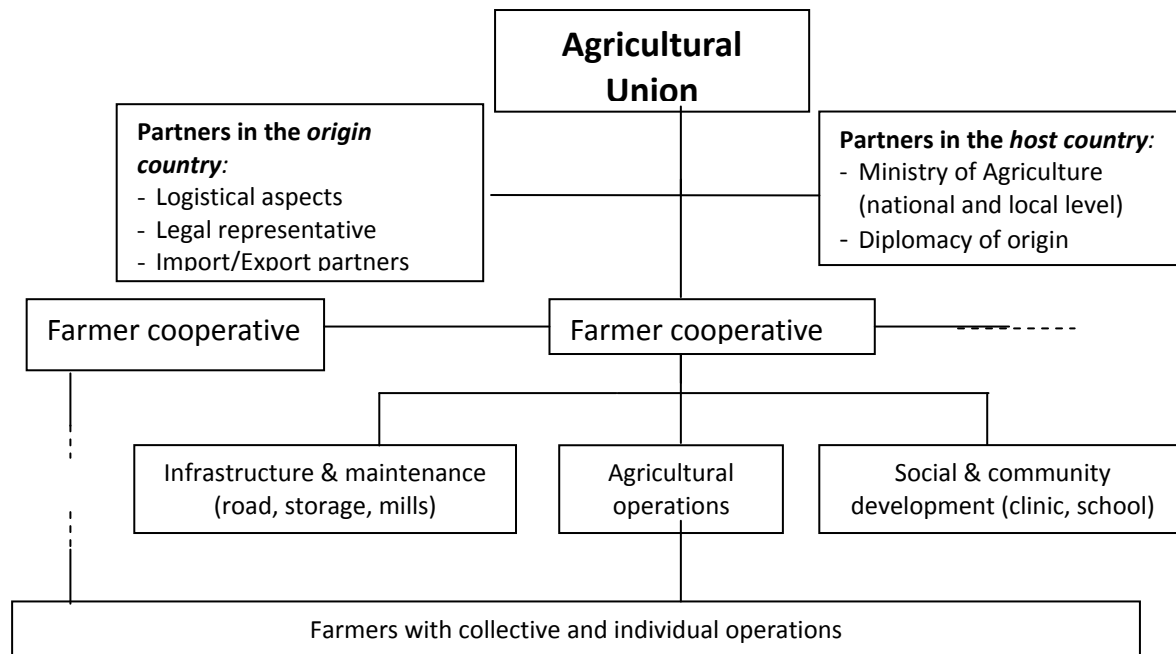 Agricultural
Union
Partners in the origin
country:
- Logistical aspects
- Legal representative
- Import/Export partners
Partners in the host country:
- Ministry of Agriculture
(national and local level)
- Diplomacy of origin
Farmer cooperative
Farmer cooperative
Infrastructure & maintenance
(road, storage, mills)
Agricultural
operations
Social & community
development (clinic, school)
Farmers with collective and individual operations